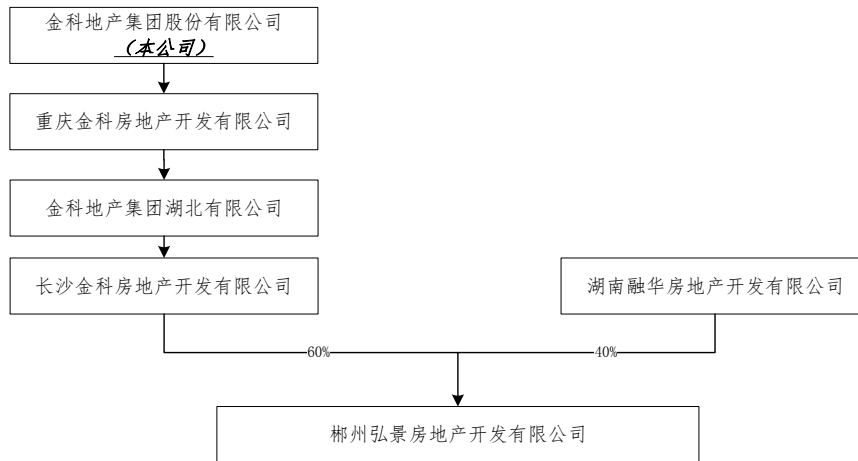 金科地产集团股份有限公司
（本公司）
重庆金科房地产开发有限公司
金科地产集团湖北有限公司
长沙金科房地产开发有限公司
湖南融华房地产开发有限公司
60%
40%
郴州弘景房地产开发有限公司